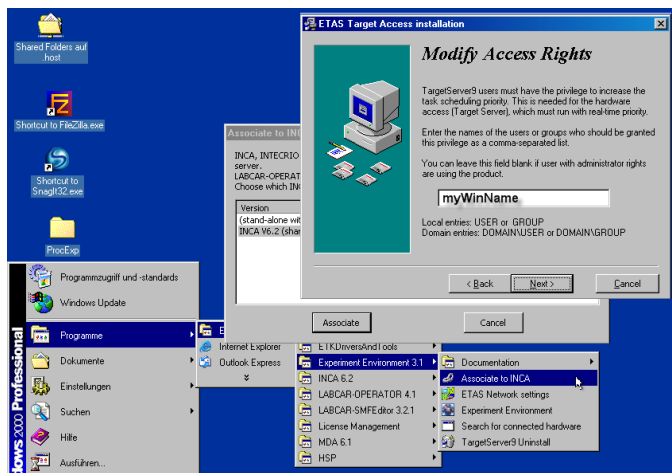 Shared Folders auf
.host
Shortcut to FileZilla.exe
Shortcut to
SnagIt32.exe
ProcExp
ETAS Target Access installation
Modify Access Rights
TargetServer9 users must have the privilege to increase the
task scheduling priority. This is needed for the hardware
access (Target Server), which must run with real-time priority.
Enter the names of the users or groups who should be granted
this privilege as a comma-separated list.
You can leave this field blank if user with administrator rights
are using the product.
myWinName
Local entries: USER or GROUP
Domain entries: DOMAIN\USER or DOMAIN\GROUP
< Back
Next >
Cancel
Associate to INC
INCA, INTECRIO
server.
LABCAR-OPERAT
Choose which INC
Version
(stand-alone wit
INCA V6.2 (shar
Associate
Cancel
Programmzugriff und -standards
Windows Update
Programme
Dokumente
Einstellungen
Suchen
Hilfe
Ausführen...
dows 2000 Professional
E
Internet Explorer
Outlook Express
ETKDriversAndTools
Experiment Environment 3.1
INCA 6.2
LABCAR-OPERATOR 4.1
LABCAR-SMFEditor 3.2.1
License Management
MDA 6.1
HSP
Documentation
Associate to INCA
ETAS Network settings
Experiment Environment
Search for connected hardware
TargetServer9 Uninstall